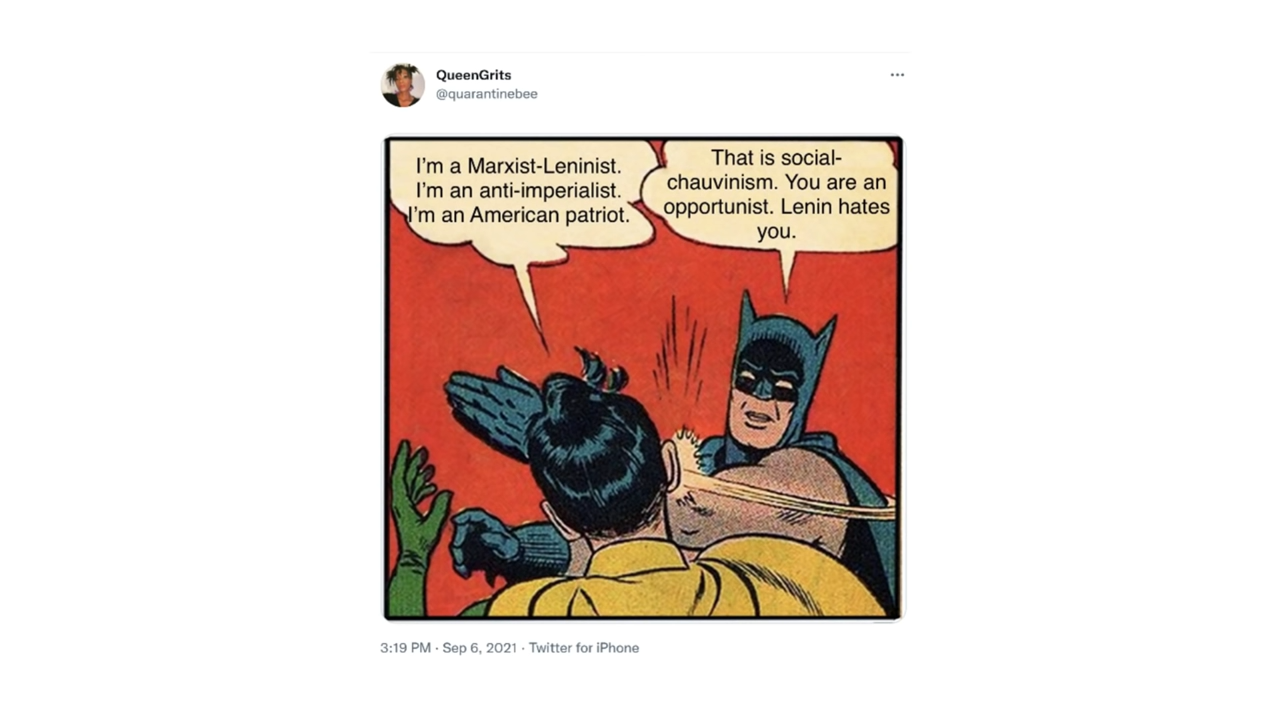 QueenGrits
@quarantinebee
I'm a Marxist-Leninist.
I'm an anti-imperialist.
I'm an American patriot.
That is social-
chauvinism. You are an
opportunist. Lenin hates
you.
3:19 PM · Sep 6, 2021 · Twitter for iPhone